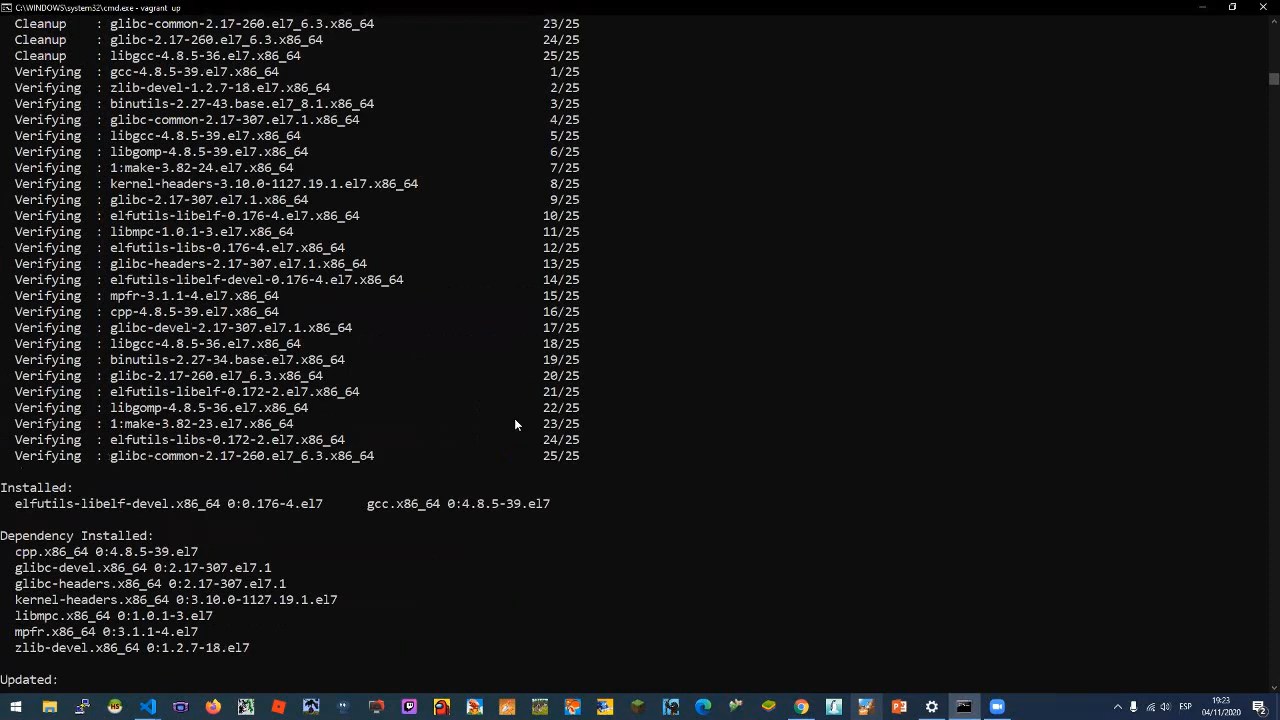 C:\WINDOWS\system32\cmd.exe - vagrant  up
Cleanup    : glibc-common-2.17-260.el7_6.3.x86_64                       23/25
Cleanup    : glibc-2.17-260.el7_6.3.x86_64                              24/25
Cleanup    : libgcc-4.8.5-36.el7.x86_64                                 25/25
Verifying  : gcc-4.8.5-39.el7.x86_64                                     1/25
Verifying  : zlib-devel-1.2.7-18.el7.x86_64                              2/25
Verifying  : binutils-2.27-43.base.el7_8.1.x86_64                        3/25
Verifying  : glibc-common-2.17-307.el7.1.x86_64                          4/25
Verifying  : libgcc-4.8.5-39.el7.x86_64                                  5/25
Verifying  : libgomp-4.8.5-39.el7.x86_64                                 6/25
Verifying  : 1:make-3.82-24.el7.x86_64                                   7/25
Verifying  : kernel-headers-3.10.0-1127.19.1.el7.x86_64                  8/25
Verifying  : glibc-2.17-307.el7.1.x86_64                                 9/25
Verifying  : elfutils-libelf-0.176-4.el7.x86_64                         10/25
Verifying  : libmpc-1.0.1-3.el7.x86_64                                  11/25
Verifying  : elfutils-libs-0.176-4.el7.x86_64                           12/25
Verifying  : glibc-headers-2.17-307.el7.1.x86_64                        13/25
Verifying  : elfutils-libelf-devel-0.176-4.el7.x86_64                   14/25
Verifying  : mpfr-3.1.1-4.el7.x86_64                                    15/25
Verifying  : cpp-4.8.5-39.el7.x86_64                                    16/25
Verifying  : glibc-devel-2.17-307.el7.1.x86_64                          17/25
Verifying  : libgcc-4.8.5-36.el7.x86_64                                 18/25
Verifying  : binutils-2.27-34.base.el7.x86_64                           19/25
Verifying  : glibc-2.17-260.el7_6.3.x86_64                              20/25
Verifying  : elfutils-libelf-0.172-2.el7.x86_64                         21/25
Verifying  : libgomp-4.8.5-36.el7.x86_64                                22/25
Verifying  : 1:make-3.82-23.el7.x86_64                                  23/25
Verifying  : elfutils-libs-0.172-2.el7.x86_64                           24/25
Verifying  : glibc-common-2.17-260.el7_6.3.x86_64                       25/25
Installed:
elfutils-libelf-devel.x86_64 0:0.176-4.el7      gcc.x86_64 0:4.8.5-39.el7
Dependency Installed:
cpp.x86_64 0:4.8.5-39.el7
glibc-devel.x86_64 0:2.17-307.el7.1
glibc-headers.x86_64 0:2.17-307.el7.1
kernel-headers.x86_64 0:3.10.0-1127.19.1.el7
libmpc.x86_64 0:1.0.1-3.el7
mpfr.x86_64 0:3.1.1-4.el7
zlib-devel.x86_64 0:1.2.7-18.el7
Updated:
ESP
19:23
04/11/2020